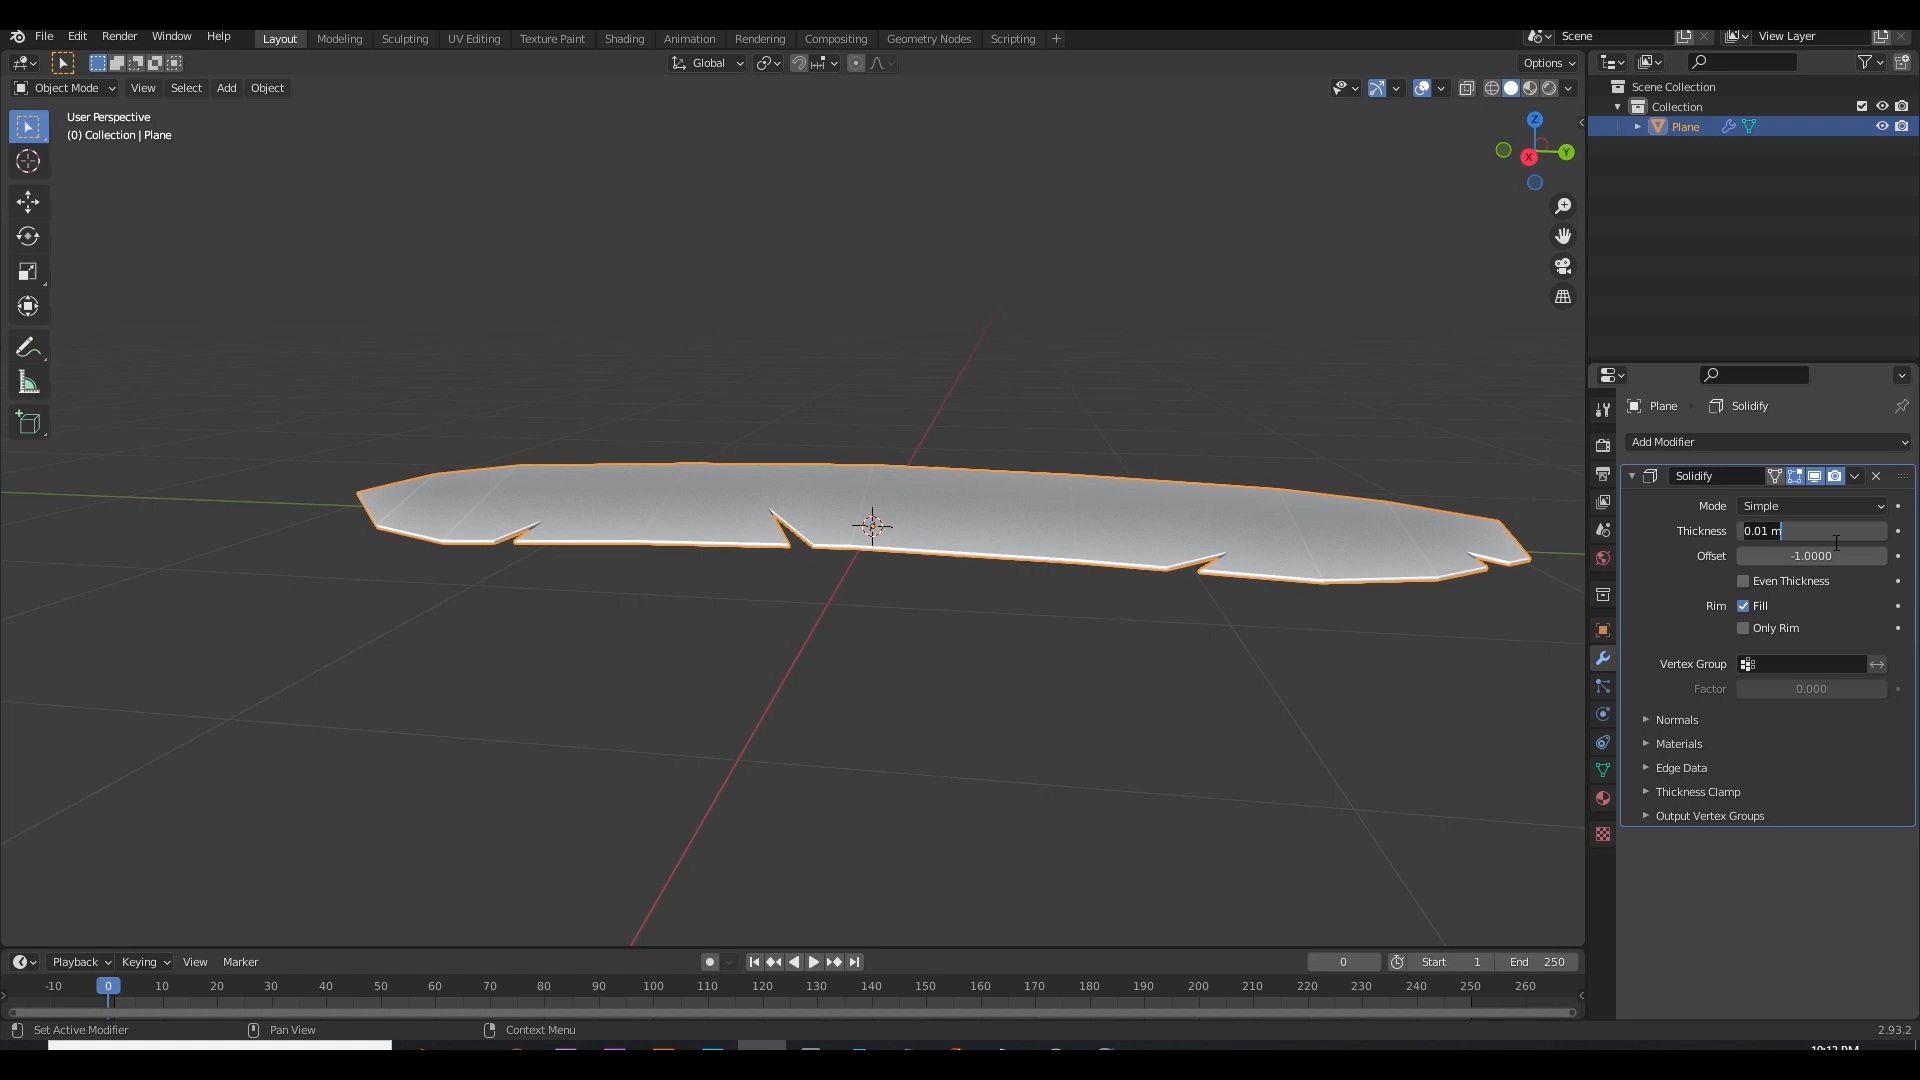 File Edit Render Window Help Layout Modeling Sculpting UV Editing Texture Paint Shading Animation Rendering Compositing Geometry Nodes Scripting + Scene View Layer
Global Options
Object Mode View Select Add Object
User Perspective
(0) Collection | Plane
Z
Y
X
Scene Collection
Collection
Plane
Plane Solidify
Add Modifier
Solidify
Mode Simple
Thickness 0.01 m
Offset -1.0000
Even Thickness
Rim Fill
Only Rim
Vertex Group
Factor 0.000
Normals
Materials
Edge Data
Thickness Clamp
Output Vertex Groups
Playback Keying View Marker 0 Start 1 End 250
-10 0 10 20 30 40 50 60 70 80 90 100 110 120 130 140 150 160 170 180 190 200 210 220 230 240 250 260
Set Active Modifier Pan View Context Menu 2.93.2